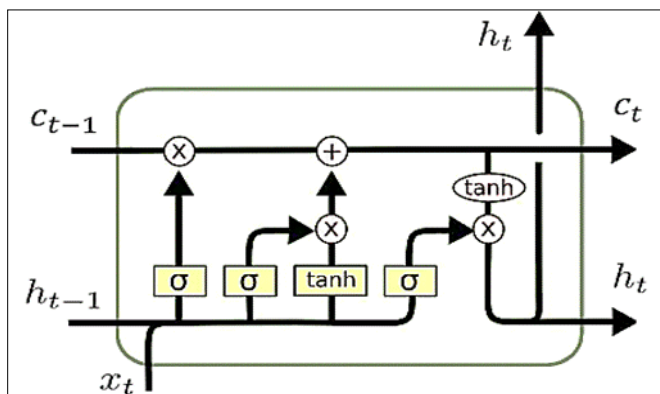 h_t
c_{t-1} × + c_t
tanh
× ×
σ σ tanh σ
h_{t-1} h_t
x_t